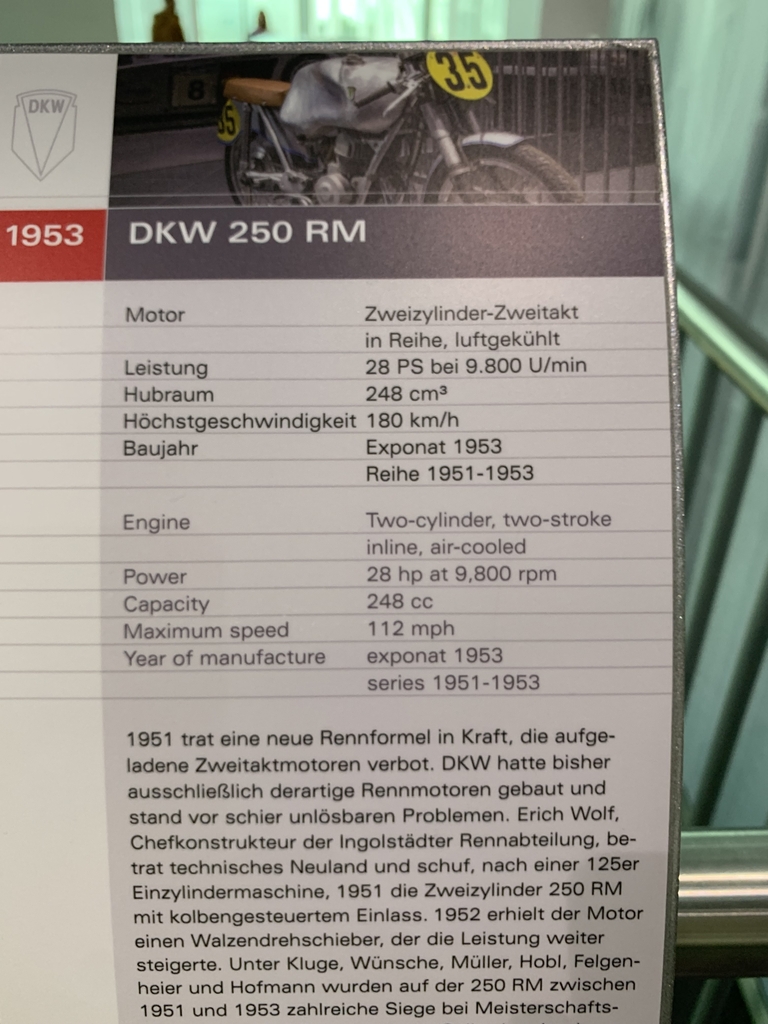 35
8
35
DKW
1953
DKW 250 RM
Motor Zweizylinder-Zweitakt
in Reihe, luftgekühlt
Leistung 28 PS bei 9.800 U/min
Hubraum 248 cm³
Höchstgeschwindigkeit 180 km/h
Baujahr Exponat 1953
Reihe 1951-1953
Engine Two-cylinder, two-stroke
inline, air-cooled
Power 28 hp at 9,800 rpm
Capacity 248 cc
Maximum speed 112 mph
Year of manufacture exponat 1953
series 1951-1953
1951 trat eine neue Rennformel in Kraft, die aufge-
ladene Zweitaktmotoren verbot. DKW hatte bisher
ausschließlich derartige Rennmotoren gebaut und
stand vor schier unlösbaren Problemen. Erich Wolf,
Chefkonstrukteur der Ingolstädter Rennabteilung, be-
trat technisches Neuland und schuf, nach einer 125er
Einzylindermaschine, 1951 die Zweizylinder 250 RM
mit kolbengesteuertem Einlass. 1952 erhielt der Motor
einen Walzendrehschieber, der die Leistung weiter
steigerte. Unter Kluge, Wünsche, Müller, Hobl, Felgen-
heier und Hofmann wurden auf der 250 RM zwischen
1951 und 1953 zahlreiche Siege bei Meisterschafts-